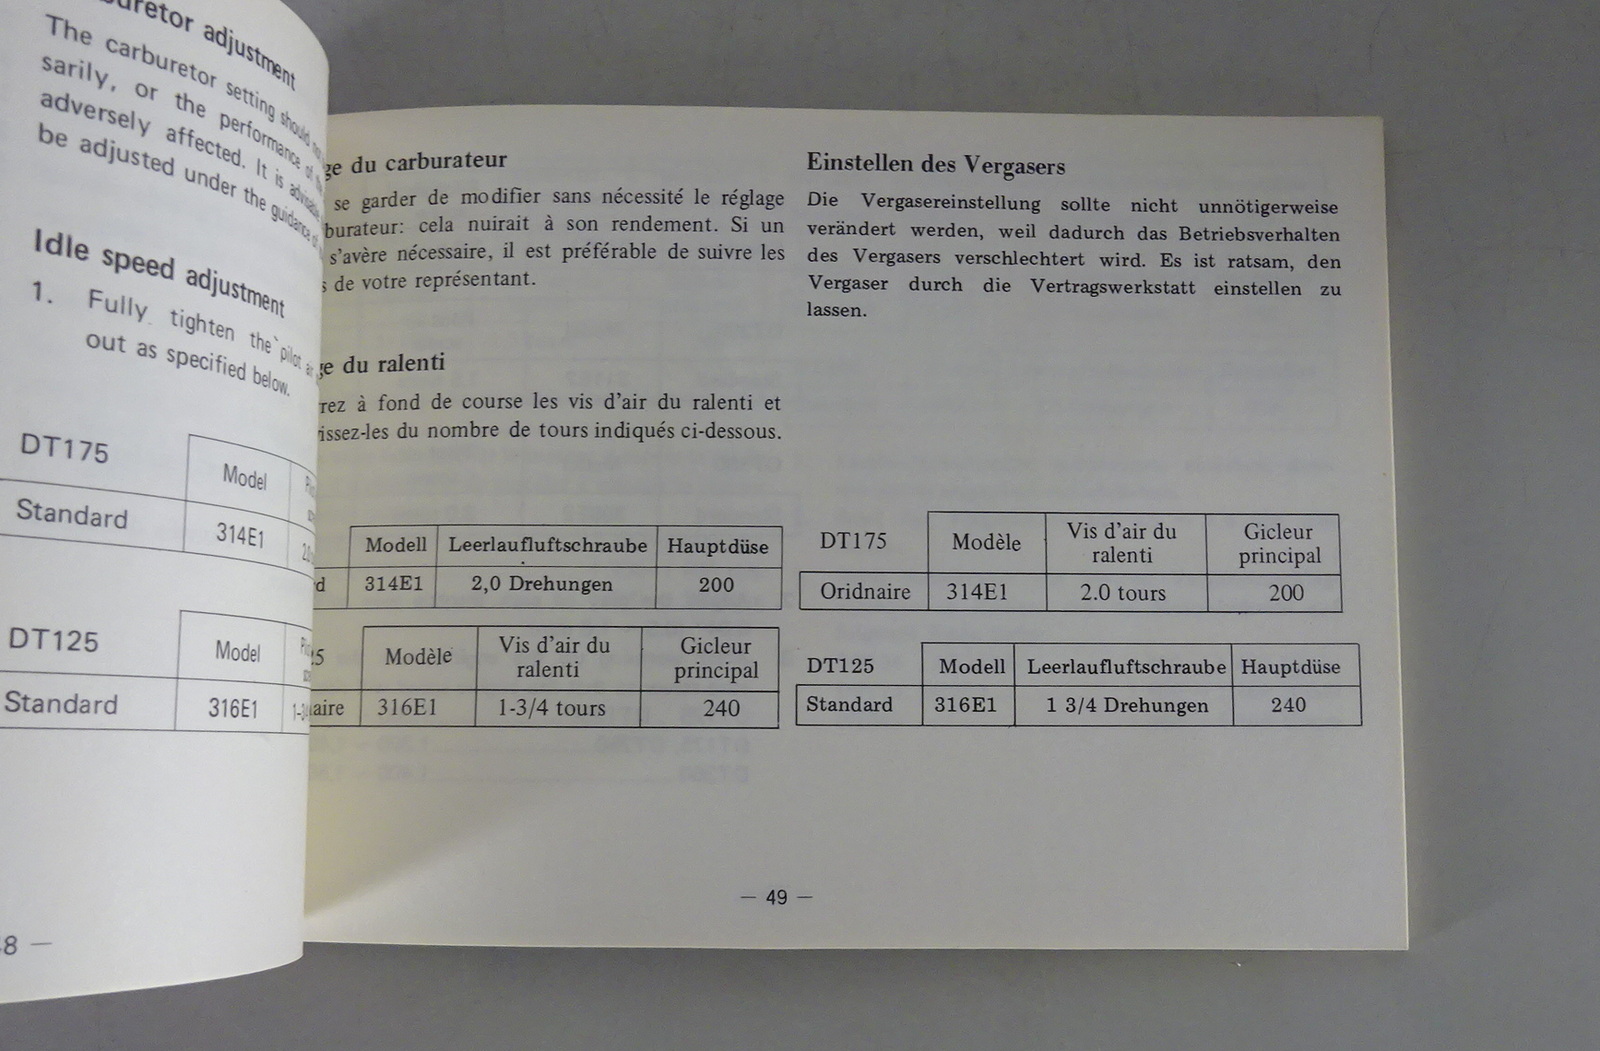 adjustment
The carburetor setting should
sarily, or the performance of
adversely affected. It is advisable
be adjusted under the guidance of
Idle speed adjustment
1. Fully tighten the pilot
out as specified below.
DT175
Model
Standard
314E1
DT125
Model
Standard
316E1
8 —
du carburateur
se garder de modifier sans nécessité le réglage
burateur: cela nuirait à son rendement. Si un
s'avère nécessaire, il est préférable de suivre les
de votre représentant.
du ralenti
rez à fond de course les vis d'air du ralenti et
issez-les du nombre de tours indiqués ci-dessous.
Modell Leerlaufluftschraube Hauptdüse
d 314E1 2,0 Drehungen 200
5 Modèle Vis d'air du ralenti Gicleur principal
aire 316E1 1-3/4 tours 240
Einstellen des Vergasers
Die Vergasereinstellung sollte nicht unnötigerweise
verändert werden, weil dadurch das Betriebsverhalten
des Vergasers verschlechtert wird. Es ist ratsam, den
Vergaser durch die Vertragswerkstatt einstellen zu
lassen.
DT175 Modèle Vis d'air du ralenti Gicleur principal
Oridnaire 314E1 2.0 tours 200
DT125 Modell Leerlaufluftschraube Hauptdüse
Standard 316E1 1 3/4 Drehungen 240
— 49 —